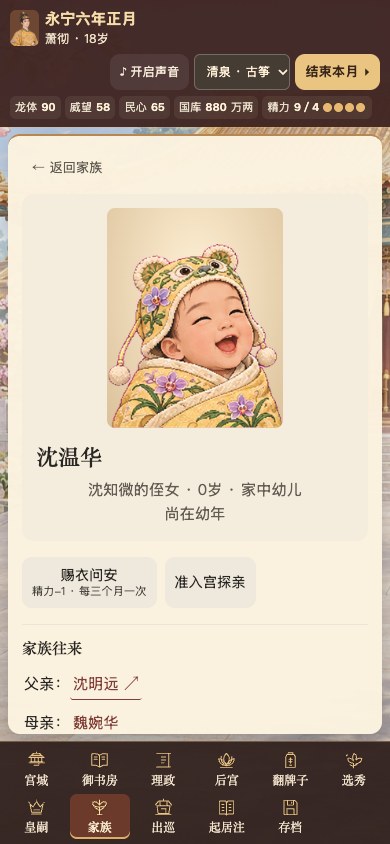 永宁六年正月
萧彻 · 18岁
♪ 开启声音
清泉 · 古筝
结束本月
龙体 90
威望 58
民心 65
国库 880 万两
精力 9 / 4
← 返回家族
沈温华
沈知微的侄女 · 0岁 · 家中幼儿
尚在幼年
赐衣问安
精力−1 · 每三个月一次
准入宫探亲
家族往来
父亲： 沈明远 ↗
母亲： 魏婉华
宫城
御书房
理政
后宫
翻牌子
选秀
皇嗣
家族
出巡
起居注
存档